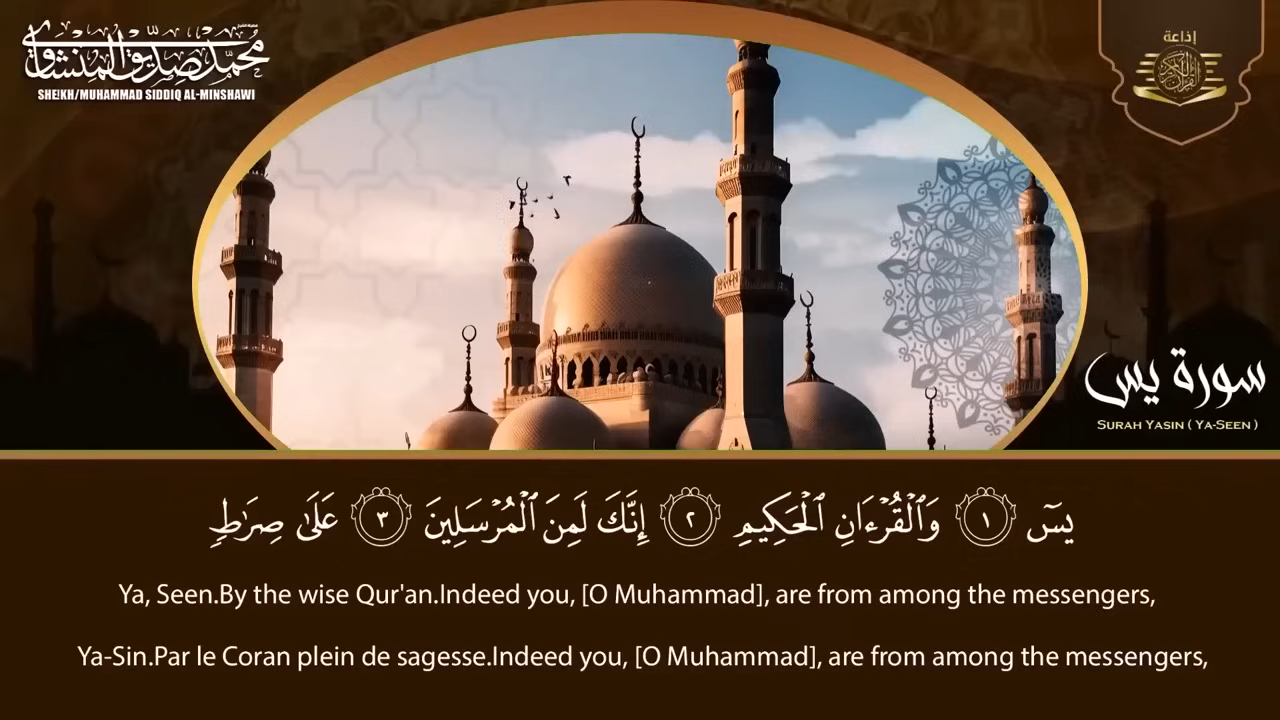 محمد صديق المنشاوي
SHEIKH/MUHAMMAD SIDDIQ AL-MINSHAWI
إذاعة
القرآن الكريم
سورة يس
SURAH YASIN ( YA-SEEN )
يسٓ ١ وَٱلْقُرْءَانِ ٱلْحَكِيمِ ٢ إِنَّكَ لَمِنَ ٱلْمُرْسَلِينَ ٣ عَلَىٰ صِرَٰطٍ
Ya, Seen.By the wise Qur'an.Indeed you, [O Muhammad], are from among the messengers,
Ya-Sin.Par le Coran plein de sagesse.Indeed you, [O Muhammad], are from among the messengers,